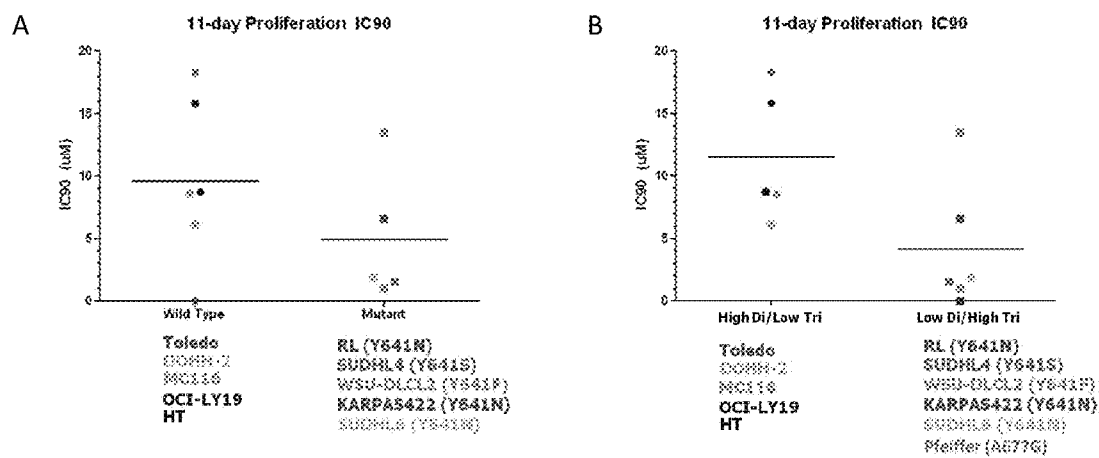 A
11-day Proliferation IC90
IC90 (uM)
20
15
10
5
0
Wild Type
Mutant
Toledo
DOHH-2
MC116
OCI-LY19
HT
RL (Y641N)
SUDHL4 (Y641S)
WSU-DLCL2 (Y641F)
KARPAS422 (Y641N)
SUDHL6 (Y641N)
B
11-day Proliferation IC90
IC90 (uM)
20
15
10
5
0
High Di/Low Tri
Low Di/High Tri
Toledo
DOHH-2
MC116
OCI-LY19
HT
RL (Y641N)
SUDHL4 (Y641S)
WSU-DLCL2 (Y641F)
KARPAS422 (Y641N)
SUDHL6 (Y641N)
Pfeiffer (A677G)